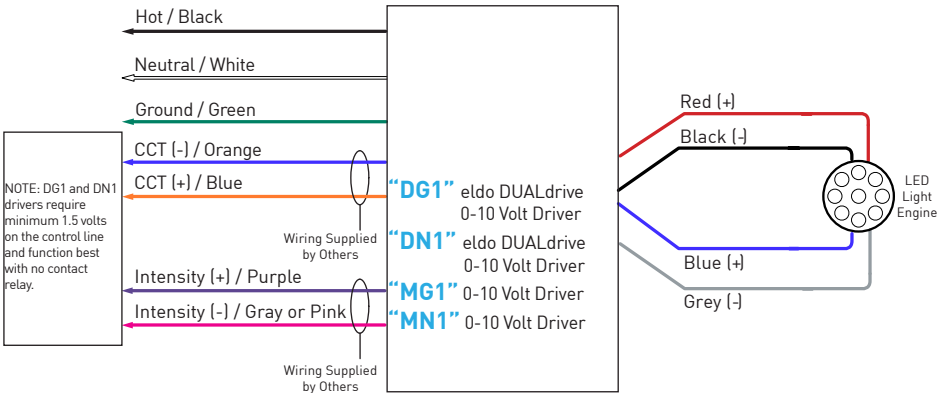 Hot / Black
Neutral / White
Ground / Green
CCT (-) / Orange
CCT (+) / Blue
Wiring Supplied
by Others
Intensity (+) / Purple
Intensity (-) / Gray or Pink
Wiring Supplied
by Others
NOTE: DG1 and DN1
drivers require
minimum 1.5 volts
on the control line
and function best
with no contact
relay.
“DG1” eldo DUALdrive
0-10 Volt Driver
“DN1” eldo DUALdrive
0-10 Volt Driver
“MG1” 0-10 Volt Driver
“MN1” 0-10 Volt Driver
Red (+)
Black (-)
Blue (+)
Grey (-)
LED
Light
Engine